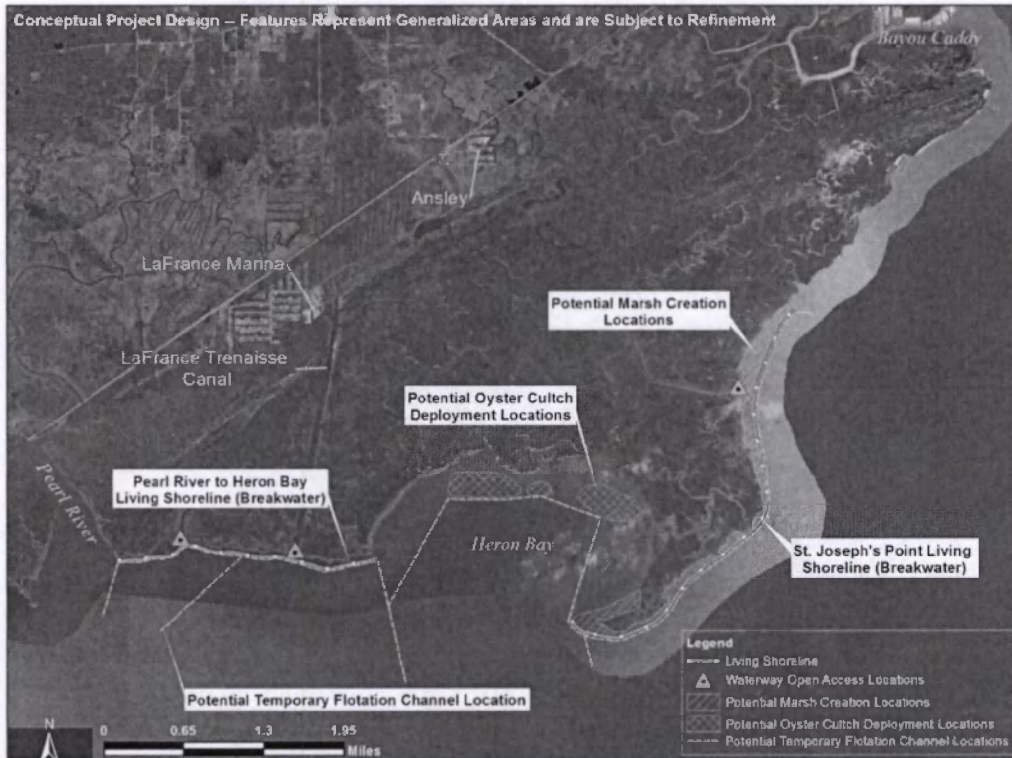 Conceptual Project Design – Features Represent Generalized Areas and are Subject to Refinement
Bayou Caddy
Ansley
LaFrance Marina
Potential Marsh Creation
Locations
LaFrance Trenaisse
Canal
Potential Oyster Cultch
Deployment Locations
Pearl River
Pearl River to Heron Bay
Living Shoreline (Breakwater)
Heron Bay
St. Joseph's Point Living
Shoreline (Breakwater)
Potential Temporary Flotation Channel Location
Legend
Living Shoreline
Waterway Open Access Locations
Potential Marsh Creation Locations
Potential Oyster Cultch Deployment Locations
Potential Temporary Flotation Channel Locations
N
0 0.65 1.3 1.95
Miles